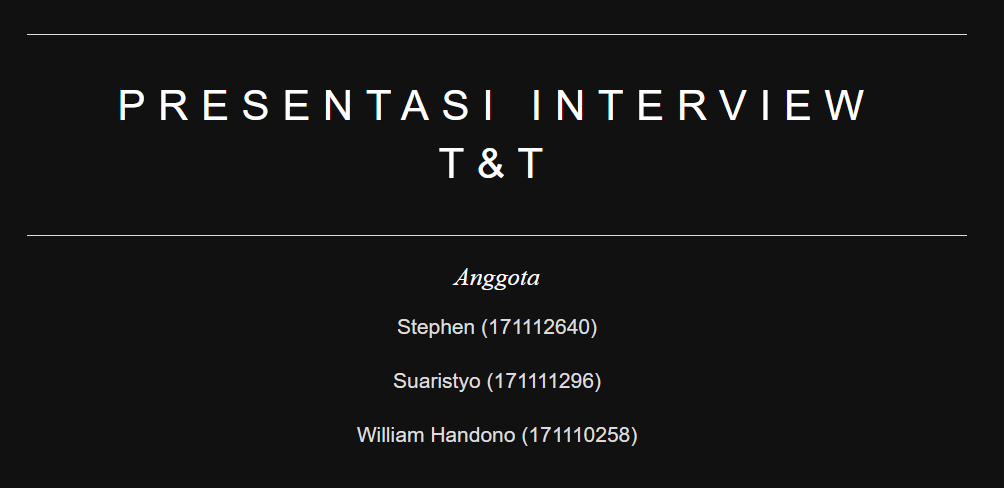 PRESENTASI INTERVIEW
T&T
Anggota
Stephen (171112640)
Suaristyo (171111296)
William Handono (171110258)